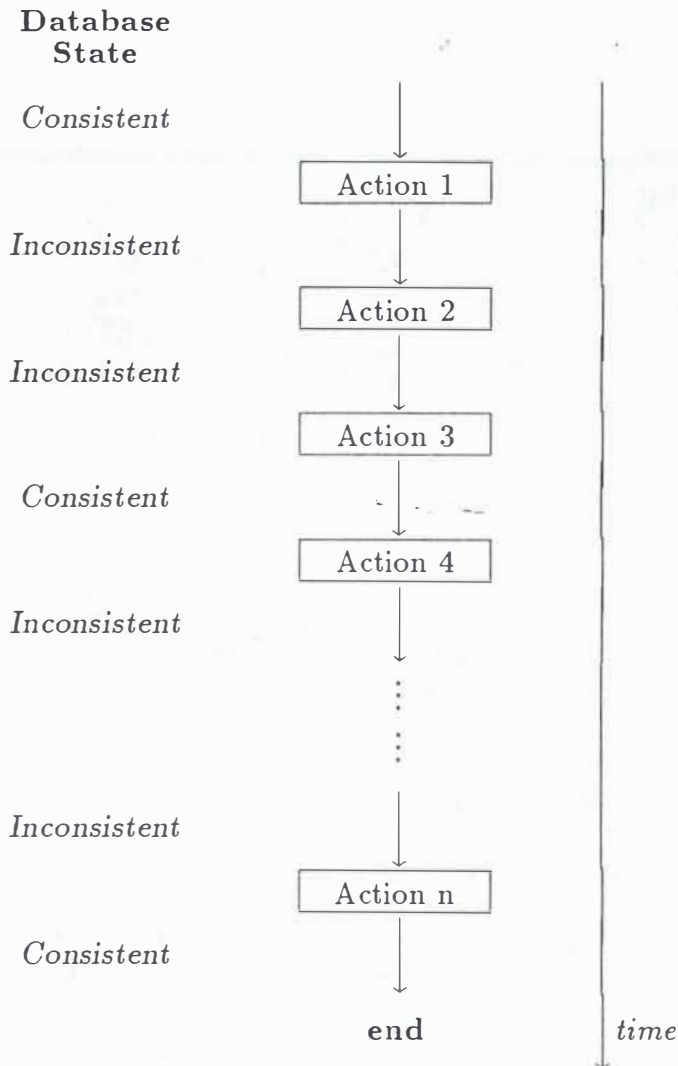 Database
State
Consistent
Action 1
Inconsistent
Action 2
Inconsistent
Action 3
Consistent
Action 4
Inconsistent
Inconsistent
Action n
Consistent
end
time